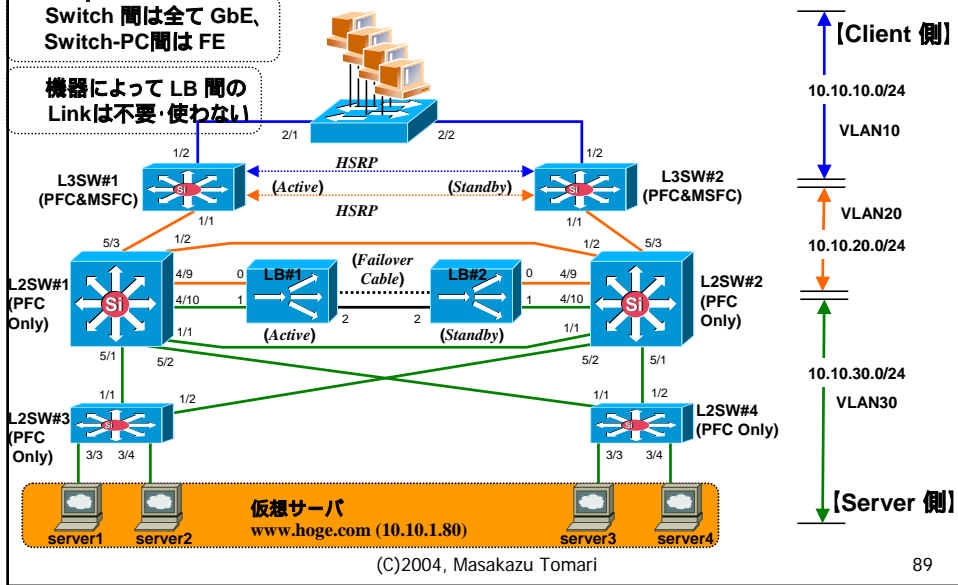 Switch 間は全て GbE、
Switch-PC間は FE
機器によって LB 間の
Linkは不要・使わない
【Client 側】
10.10.10.0/24
VLAN10
2/1
2/2
1/2
HSRP
1/2
L3SW#1
(PFC&MSFC)
Si
(Active)
(Standby)
Si
L3SW#2
(PFC&MSFC)
HSRP
1/1
1/1
VLAN20
10.10.20.0/24
5/3
1/2
1/2
5/3
L2SW#1
(PFC
Only)
Si
4/9
0
LB#1
(Failover
Cable)
LB#2
0
4/9
Si
L2SW#2
(PFC
Only)
4/10
1
2
2
1
4/10
(Active)
(Standby)
1/1
1/1
5/1
5/2
5/2
5/1
10.10.30.0/24
VLAN30
1/1
1/2
1/1
1/2
L2SW#3
(PFC
Only)
Si
Si
L2SW#4
(PFC Only)
3/3
3/4
3/3
3/4
仮想サーバ
www.hoge.com (10.10.1.80)
server1
server2
server3
server4
【Server 側】
(C)2004, Masakazu Tomari
89